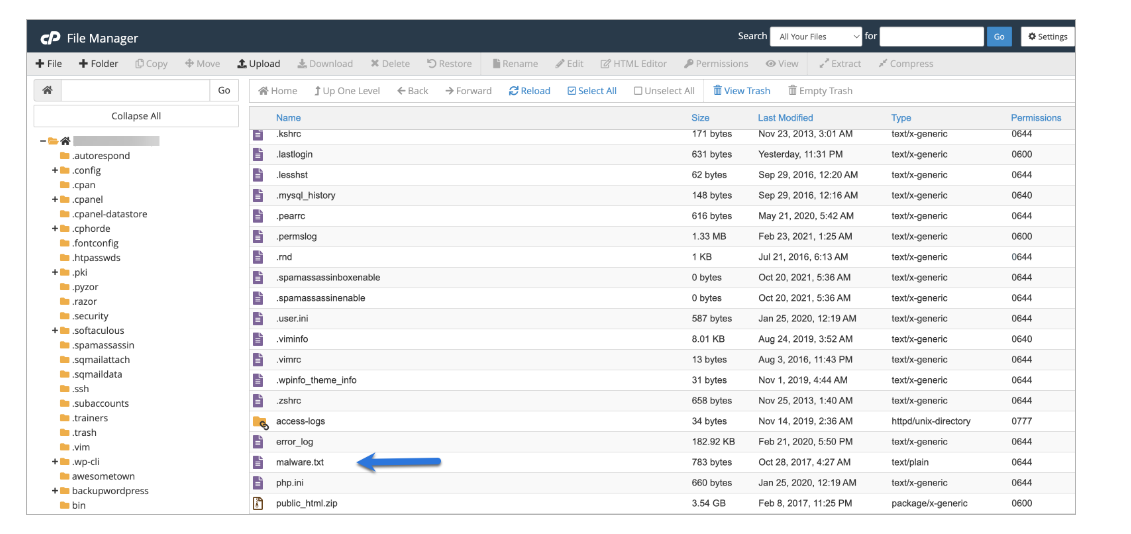 cP File Manager Search All Your Files for Go Settings
+ File + Folder Copy Move Upload Download Delete Restore Rename Edit HTML Editor Permissions View Extract Compress
Go Home Up One Level Back Forward Reload Select All Unselect All View Trash Empty Trash
Collapse All
.autorespond
.config
.cpan
.cpanel
.cpanel-datastore
.cphorde
.fontconfig
.htpasswds
.pki
.pyzor
.razor
.security
.softaculous
.spamassassin
.sqmailattach
.sqmaildata
.ssh
.subaccounts
.trainers
.trash
.vim
.wp-cli
awesometown
backupwordpress
bin
Name Size Last Modified Type Permissions
.kshrc 171 bytes Nov 23, 2013, 3:01 AM text/x-generic 0644
.lastlogin 631 bytes Yesterday, 11:31 PM text/x-generic 0600
.lesshst 62 bytes Sep 29, 2016, 12:20 AM text/x-generic 0644
.mysql_history 148 bytes Sep 29, 2016, 12:16 AM text/x-generic 0640
.pearrc 616 bytes May 21, 2020, 5:42 AM text/x-generic 0644
.permslog 1.33 MB Feb 23, 2021, 1:25 AM text/x-generic 0600
.rnd 1 KB Jul 21, 2016, 6:13 AM text/x-generic 0644
.spamassassinboxenable 0 bytes Oct 20, 2021, 5:36 AM text/x-generic 0644
.spamassassinenable 0 bytes Oct 20, 2021, 5:36 AM text/x-generic 0644
.user.ini 587 bytes Jan 25, 2020, 12:19 AM text/x-generic 0644
.viminfo 8.01 KB Aug 24, 2019, 3:52 AM text/x-generic 0640
.vimrc 13 bytes Aug 3, 2016, 11:43 PM text/x-generic 0644
.wpinfo_theme_info 31 bytes Nov 1, 2019, 4:44 AM text/x-generic 0644
.zshrc 658 bytes Nov 25, 2013, 1:40 AM text/x-generic 0644
access-logs 34 bytes Nov 14, 2019, 2:36 AM httpd/unix-directory 0777
error_log 182.92 KB Feb 21, 2020, 5:50 PM text/x-generic 0644
malware.txt 783 bytes Oct 28, 2017, 4:27 AM text/plain 0644
php.ini 660 bytes Jan 25, 2020, 12:19 AM text/x-generic 0644
public_html.zip 3.54 GB Feb 8, 2017, 11:25 PM package/x-generic 0600